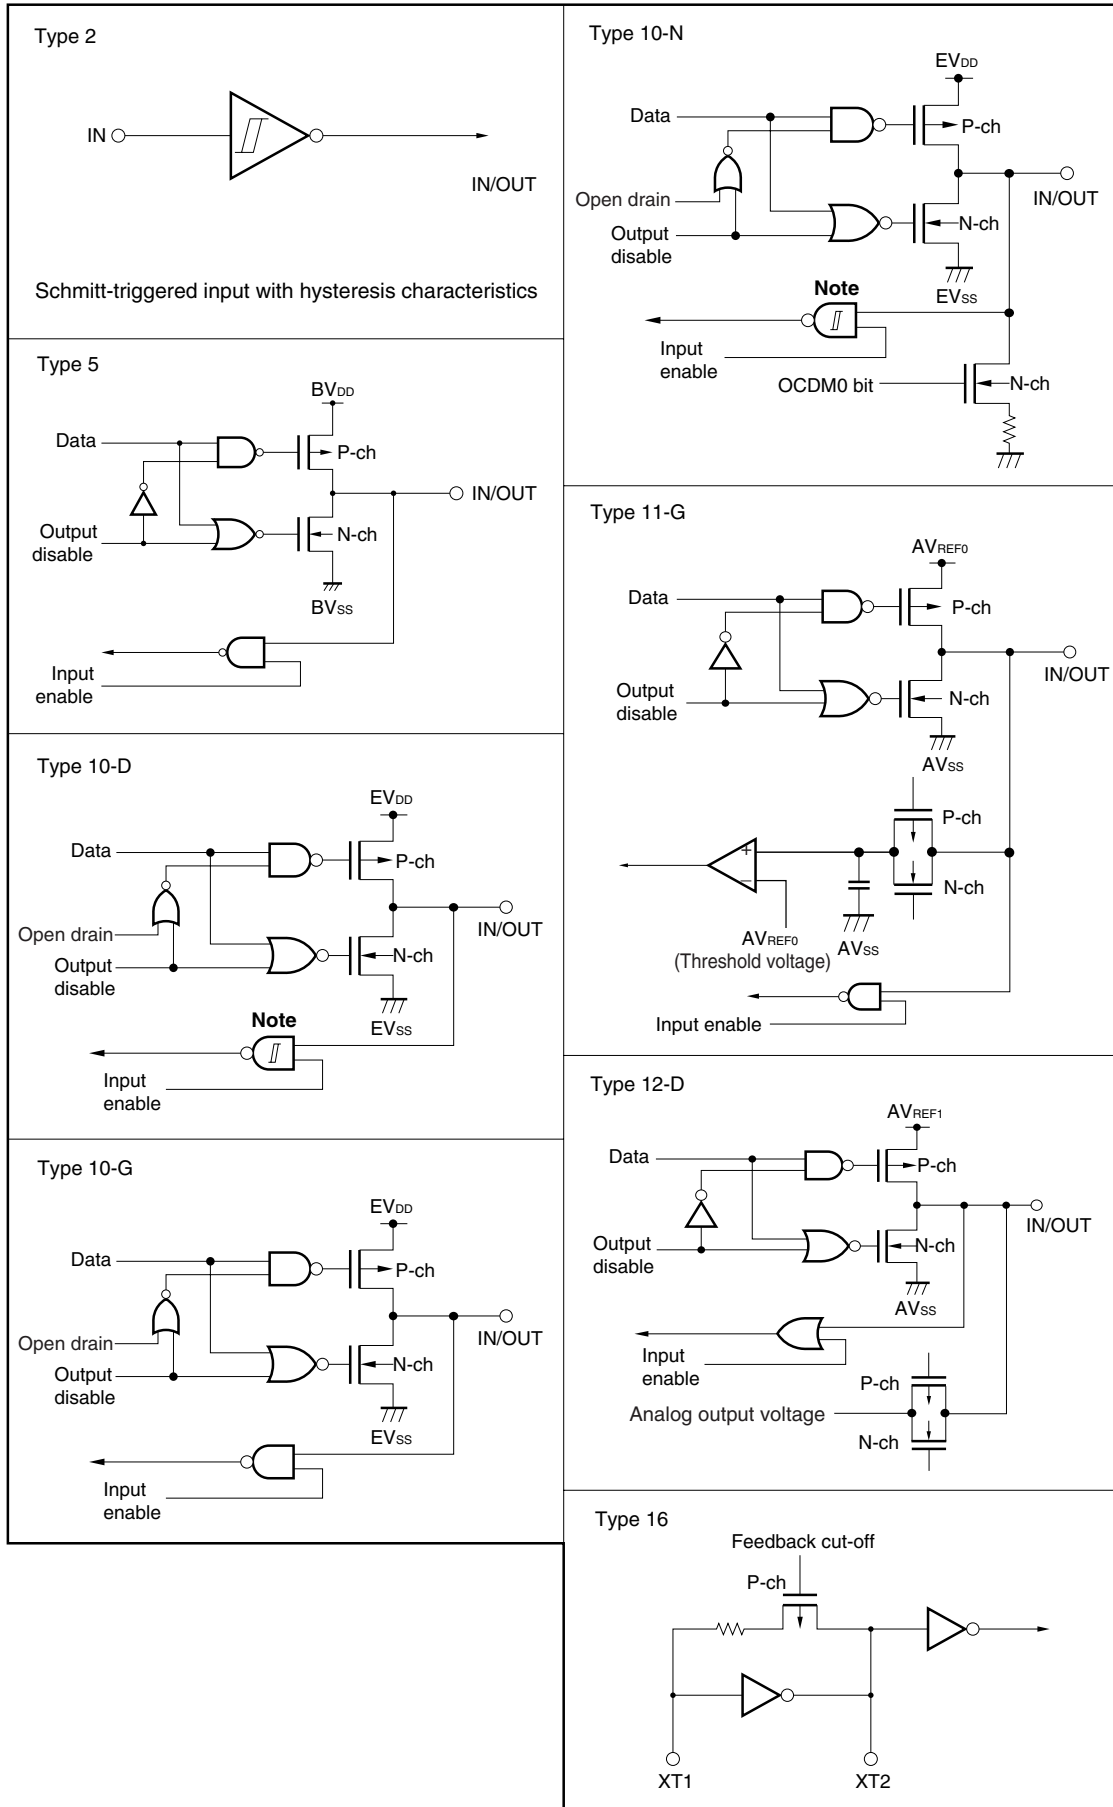 Type 2
IN
IN/OUT
Schmitt-triggered input with hysteresis characteristics
Type 5
BVDD
Data
P-ch
IN/OUT
Output
disable
N-ch
BVSS
Input
enable
Type 10-D
EVDD
Data
P-ch
Open drain
IN/OUT
Output
disable
N-ch
EVSS
Note
Input
enable
Type 10-G
EVDD
Data
P-ch
Open drain
IN/OUT
Output
disable
N-ch
EVSS
Input
enable
Type 10-N
EVDD
Data
P-ch
Open drain
IN/OUT
Output
disable
N-ch
EVSS
Note
Input
enable
OCDM0 bit
N-ch
Type 11-G
AVREF0
Data
P-ch
IN/OUT
Output
disable
N-ch
AVSS
P-ch
+
−
N-ch
AVREF0
(Threshold voltage)
AVSS
Input enable
Type 12-D
AVREF1
Data
P-ch
IN/OUT
Output
disable
N-ch
AVSS
Input
enable
P-ch
Analog output voltage
N-ch
Type 16
Feedback cut-off
P-ch
XT1
XT2